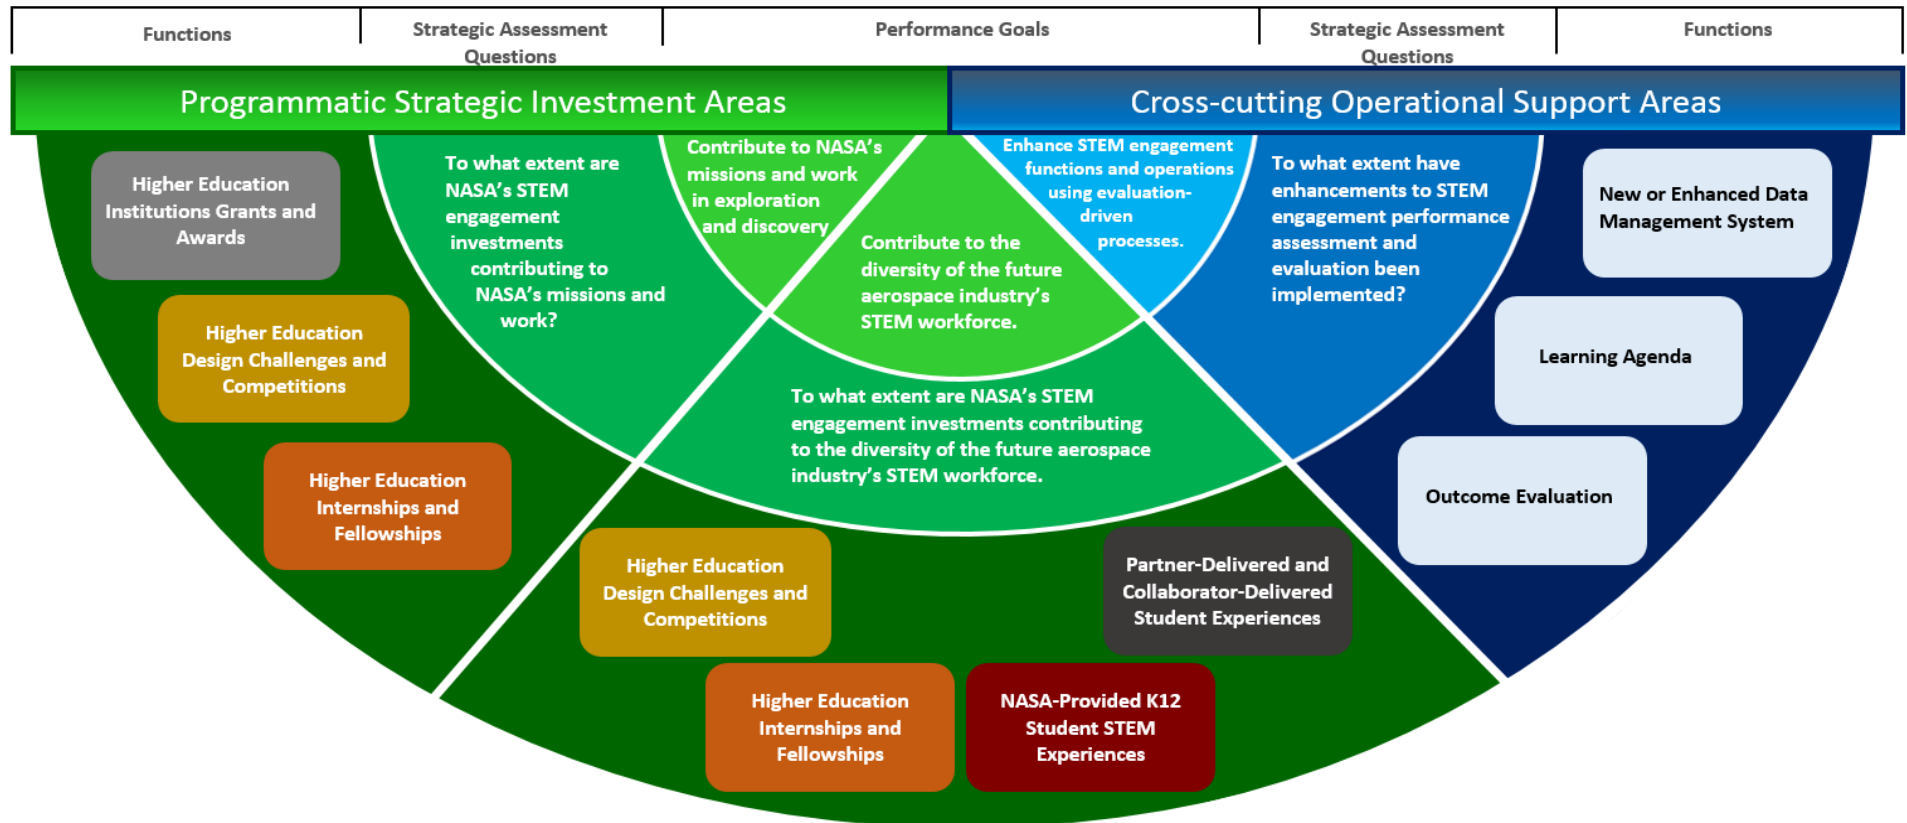 Functions
Strategic Assessment
Questions
Performance Goals
Strategic Assessment
Questions
Functions
Programmatic Strategic Investment Areas
Cross-cutting Operational Support Areas
Higher Education
Institutions Grants and
Awards
Higher Education
Design Challenges and
Competitions
Higher Education
Internships and
Fellowships
To what extent are
NASA's STEM
engagement
investments
contributing to
NASA's missions and
work?
Contribute to NASA's
missions and work
in exploration
and discovery
Contribute to the
diversity of the future
aerospace industry's
STEM workforce.
Enhance STEM engagement
functions and operations
using evaluation-
driven
processes.
To what extent have
enhancements to STEM
engagement performance
assessment and
evaluation been
implemented?
New or Enhanced Data
Management System
Learning Agenda
Outcome Evaluation
To what extent are NASA's STEM
engagement investments contributing
to the diversity of the future aerospace
industry's STEM workforce.
Higher Education
Design Challenges and
Competitions
Higher Education
Internships and
Fellowships
NASA-Provided K12
Student STEM
Experiences
Partner-Delivered and
Collaborator-Delivered
Student Experiences